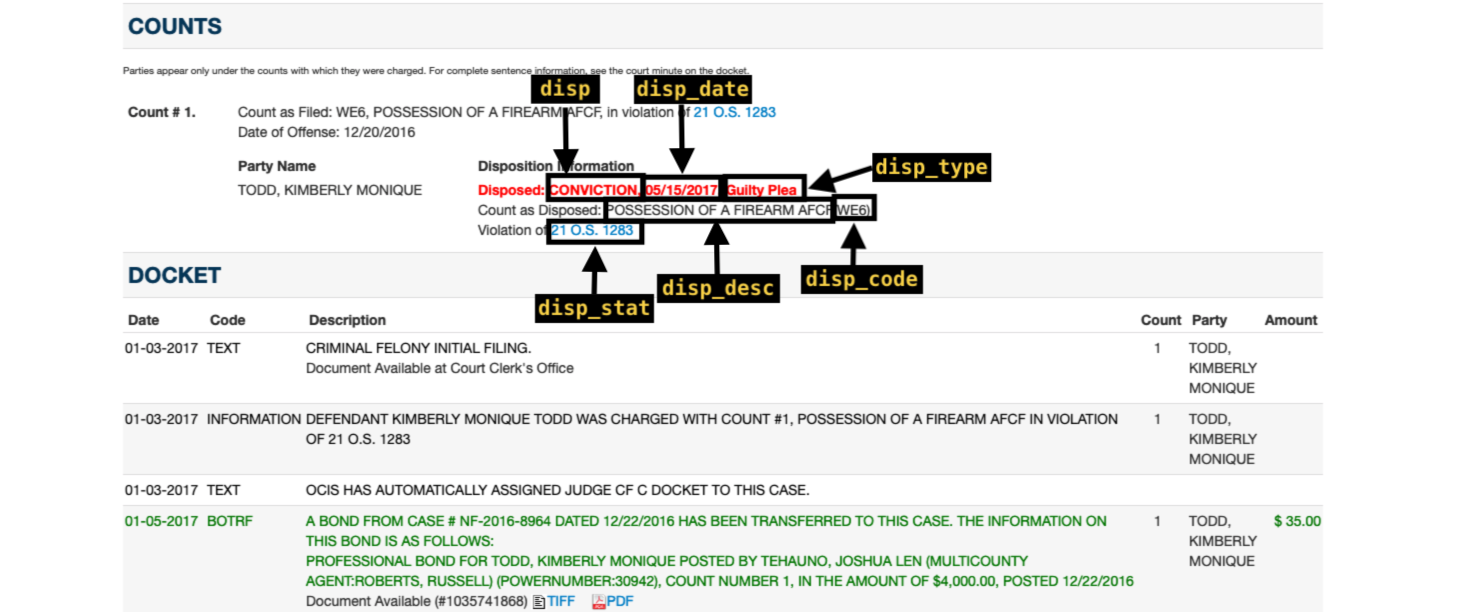 COUNTS
Parties appear only under the counts with which they were charged. For complete sentence information, see the court minute on the docket.
disp disp_date
Count # 1. Count as Filed: WE6, POSSESSION OF A FIREARM AFCF, in violation of 21 O.S. 1283
Date of Offense: 12/20/2016
disp_type
Party Name Disposition Information
TODD, KIMBERLY MONIQUE Disposed: CONVICTION, 05/15/2017. Guilty Plea
Count as Disposed: POSSESSION OF A FIREARM AFCF(WE6)
Violation of 21 O.S. 1283
DOCKET
disp_stat disp_desc disp_code
Date Code Description Count Party Amount
01-03-2017 TEXT CRIMINAL FELONY INITIAL FILING. 1 TODD,
Document Available at Court Clerk's Office KIMBERLY
MONIQUE
01-03-2017 INFORMATION DEFENDANT KIMBERLY MONIQUE TODD WAS CHARGED WITH COUNT #1, POSSESSION OF A FIREARM AFCF IN VIOLATION 1 TODD,
OF 21 O.S. 1283 KIMBERLY
MONIQUE
01-03-2017 TEXT OCIS HAS AUTOMATICALLY ASSIGNED JUDGE CF C DOCKET TO THIS CASE.
01-05-2017 BOTRF A BOND FROM CASE # NF-2016-8964 DATED 12/22/2016 HAS BEEN TRANSFERRED TO THIS CASE. THE INFORMATION ON 1 TODD, $ 35.00
THIS BOND IS AS FOLLOWS: KIMBERLY
PROFESSIONAL BOND FOR TODD, KIMBERLY MONIQUE POSTED BY TEHAUNO, JOSHUA LEN (MULTICOUNTY MONIQUE
AGENT:ROBERTS, RUSSELL) (POWERNUMBER:30942), COUNT NUMBER 1, IN THE AMOUNT OF $4,000.00, POSTED 12/22/2016
Document Available (#1035741868) TIFF PDF